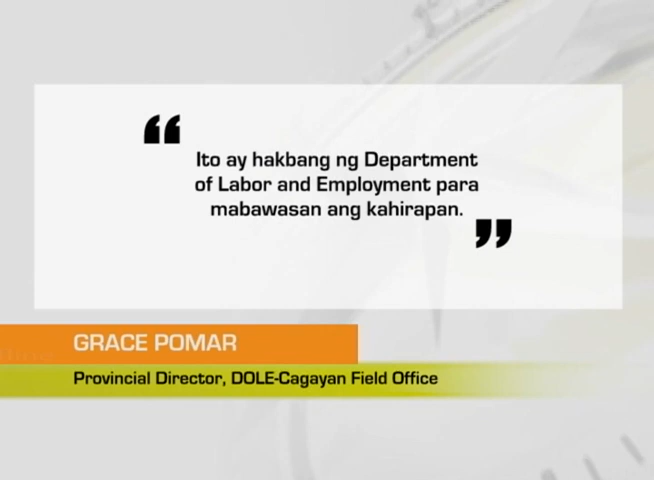 “
Ito ay hakbang ng Department
of Labor and Employment para
mabawasan ang kahirapan.
”
GRACE POMAR
Provincial Director, DOLE-Cagayan Field Office